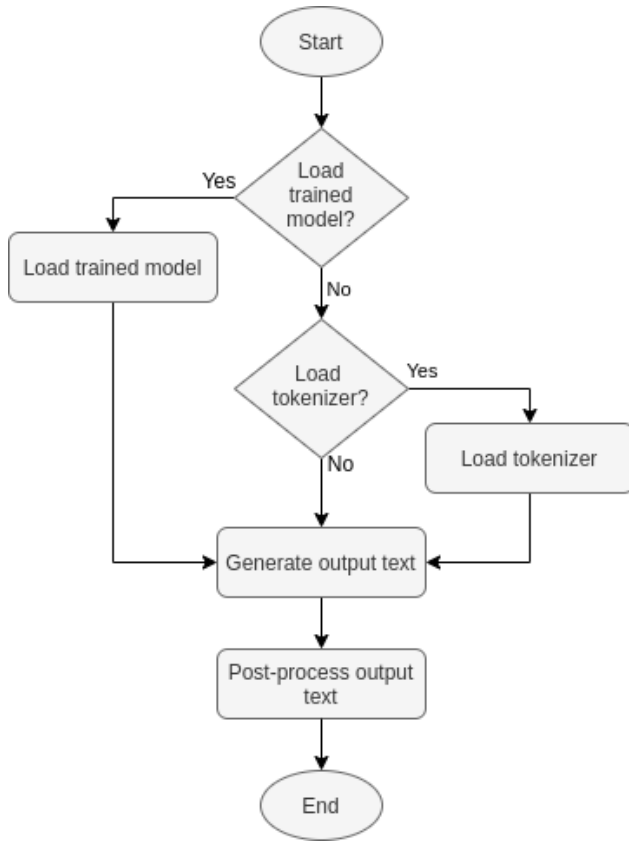 Start
Load
trained
model?
Yes
Load trained model
No
Load
tokenizer?
Yes
Load tokenizer
No
Generate output text
Post-process output
text
End